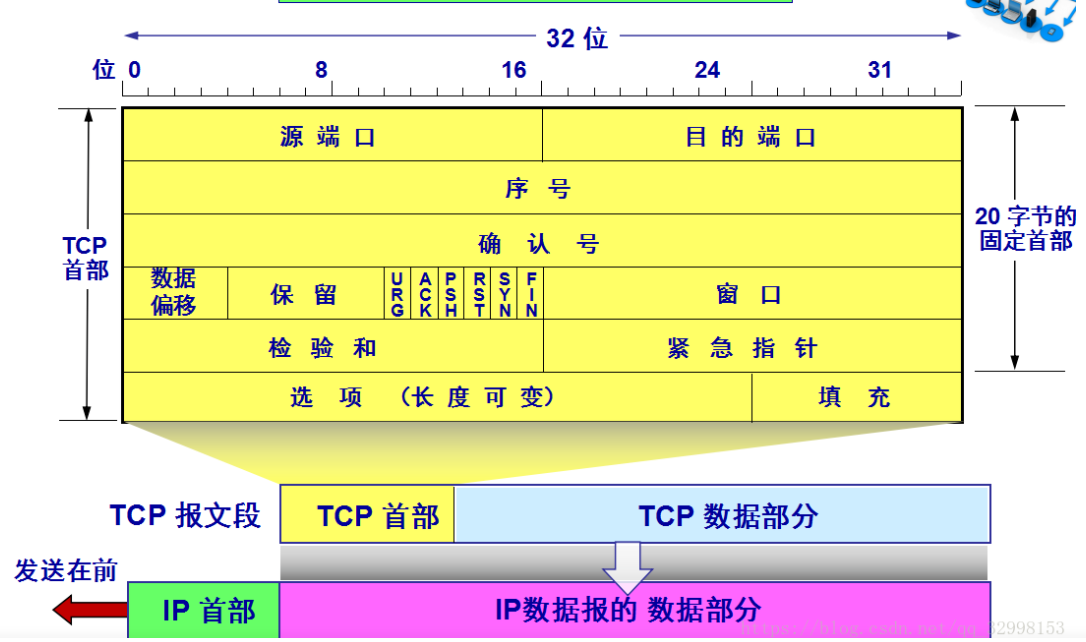 32 位
位 0 8 16 24 31
源 端 口 目 的 端 口
序 号
确 认 号
TCP
首部
20 字节的
固定首部
数据
偏移
保 留
URG
ACK
PSH
RST
SYN
FIN
窗 口
检 验 和 紧 急 指 针
选 项 （长 度 可 变） 填 充
TCP 报文段 TCP 首部 TCP 数据部分
发送在前
IP 首部 IP数据报的 数据部分
https://blog.csdn.net/qq_32998153